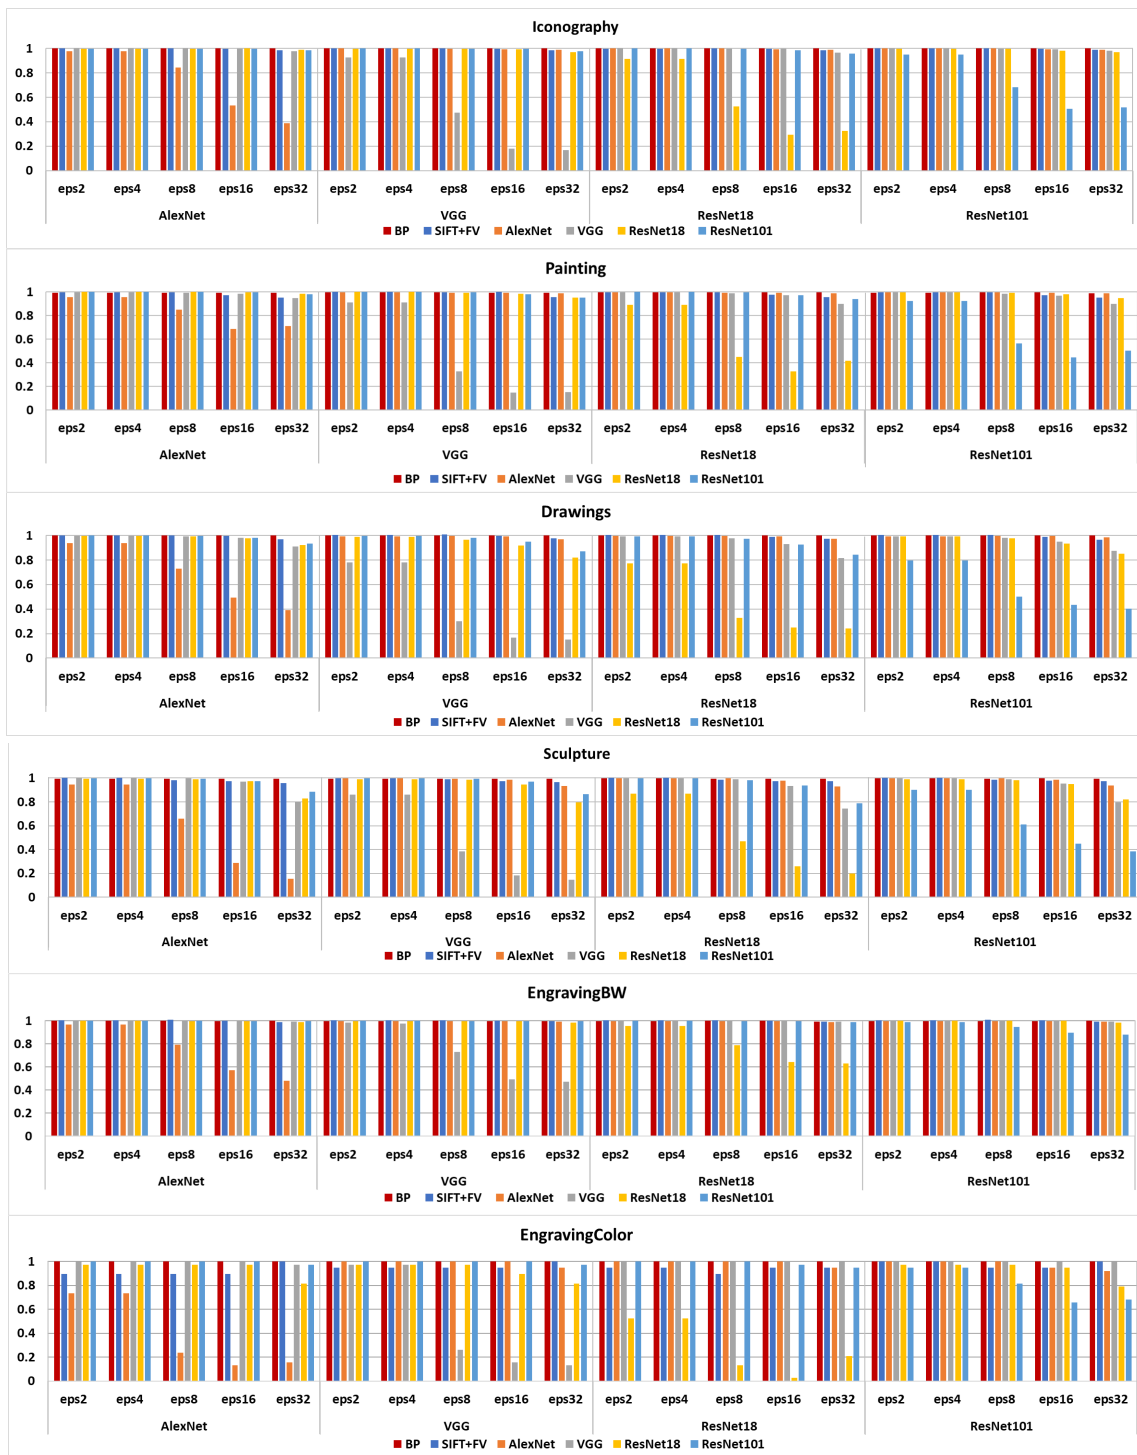 Iconography
1
0.8
0.6
0.4
0.2
0
eps2 eps4 eps8 eps16 eps32 eps2 eps4 eps8 eps16 eps32 eps2 eps4 eps8 eps16 eps32 eps2 eps4 eps8 eps16 eps32
AlexNet VGG ResNet18 ResNet101
BP SIFT+FV AlexNet VGG ResNet18 ResNet101
Painting
1
0.8
0.6
0.4
0.2
0
eps2 eps4 eps8 eps16 eps32 eps2 eps4 eps8 eps16 eps32 eps2 eps4 eps8 eps16 eps32 eps2 eps4 eps8 eps16 eps32
AlexNet VGG ResNet18 ResNet101
BP SIFT+FV AlexNet VGG ResNet18 ResNet101
Drawings
1
0.8
0.6
0.4
0.2
0
eps2 eps4 eps8 eps16 eps32 eps2 eps4 eps8 eps16 eps32 eps2 eps4 eps8 eps16 eps32 eps2 eps4 eps8 eps16 eps32
AlexNet VGG ResNet18 ResNet101
BP SIFT+FV AlexNet VGG ResNet18 ResNet101
Sculpture
1
0.8
0.6
0.4
0.2
0
eps2 eps4 eps8 eps16 eps32 eps2 eps4 eps8 eps16 eps32 eps2 eps4 eps8 eps16 eps32 eps2 eps4 eps8 eps16 eps32
AlexNet VGG ResNet18 ResNet101
BP SIFT+FV AlexNet VGG ResNet18 ResNet101
EngravingBW
1
0.8
0.6
0.4
0.2
0
eps2 eps4 eps8 eps16 eps32 eps2 eps4 eps8 eps16 eps32 eps2 eps4 eps8 eps16 eps32 eps2 eps4 eps8 eps16 eps32
AlexNet VGG ResNet18 ResNet101
BP SIFT+FV AlexNet VGG ResNet18 ResNet101
EngravingColor
1
0.8
0.6
0.4
0.2
0
eps2 eps4 eps8 eps16 eps32 eps2 eps4 eps8 eps16 eps32 eps2 eps4 eps8 eps16 eps32 eps2 eps4 eps8 eps16 eps32
AlexNet VGG ResNet18 ResNet101
BP SIFT+FV AlexNet VGG ResNet18 ResNet101